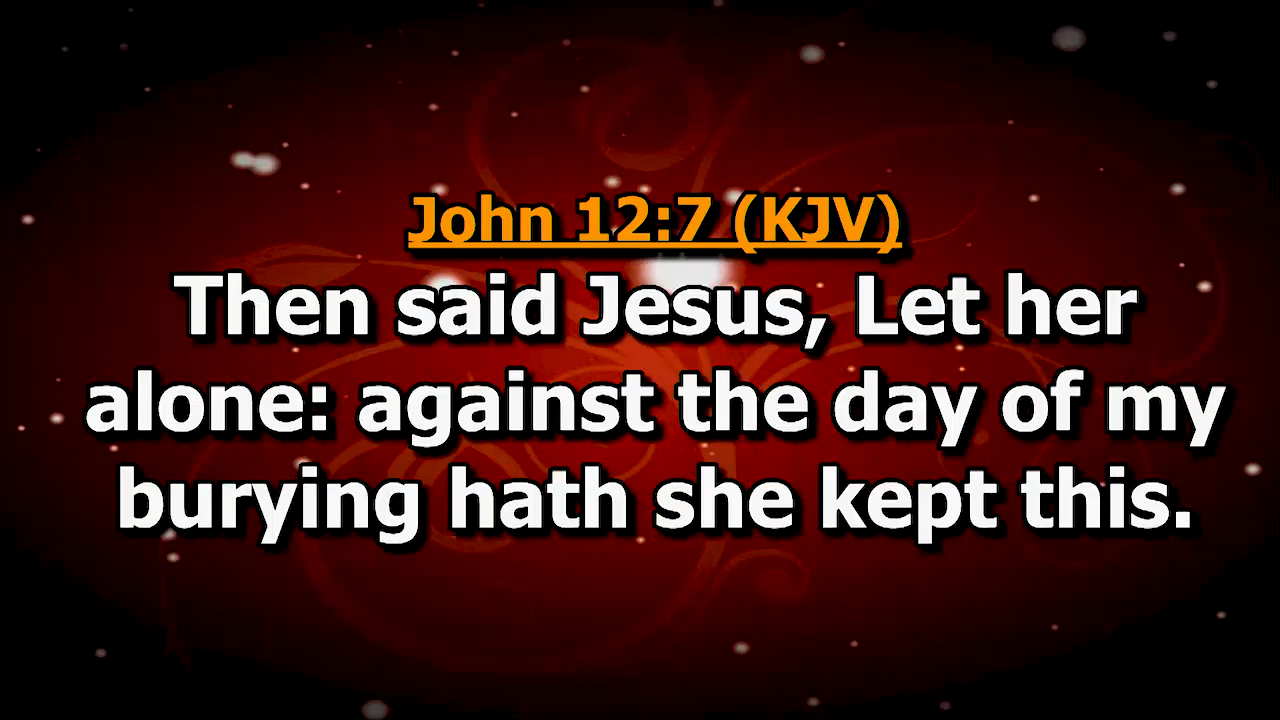 John 12:7 (KJV)
Then said Jesus, Let her
alone: against the day of my
burying hath she kept this.